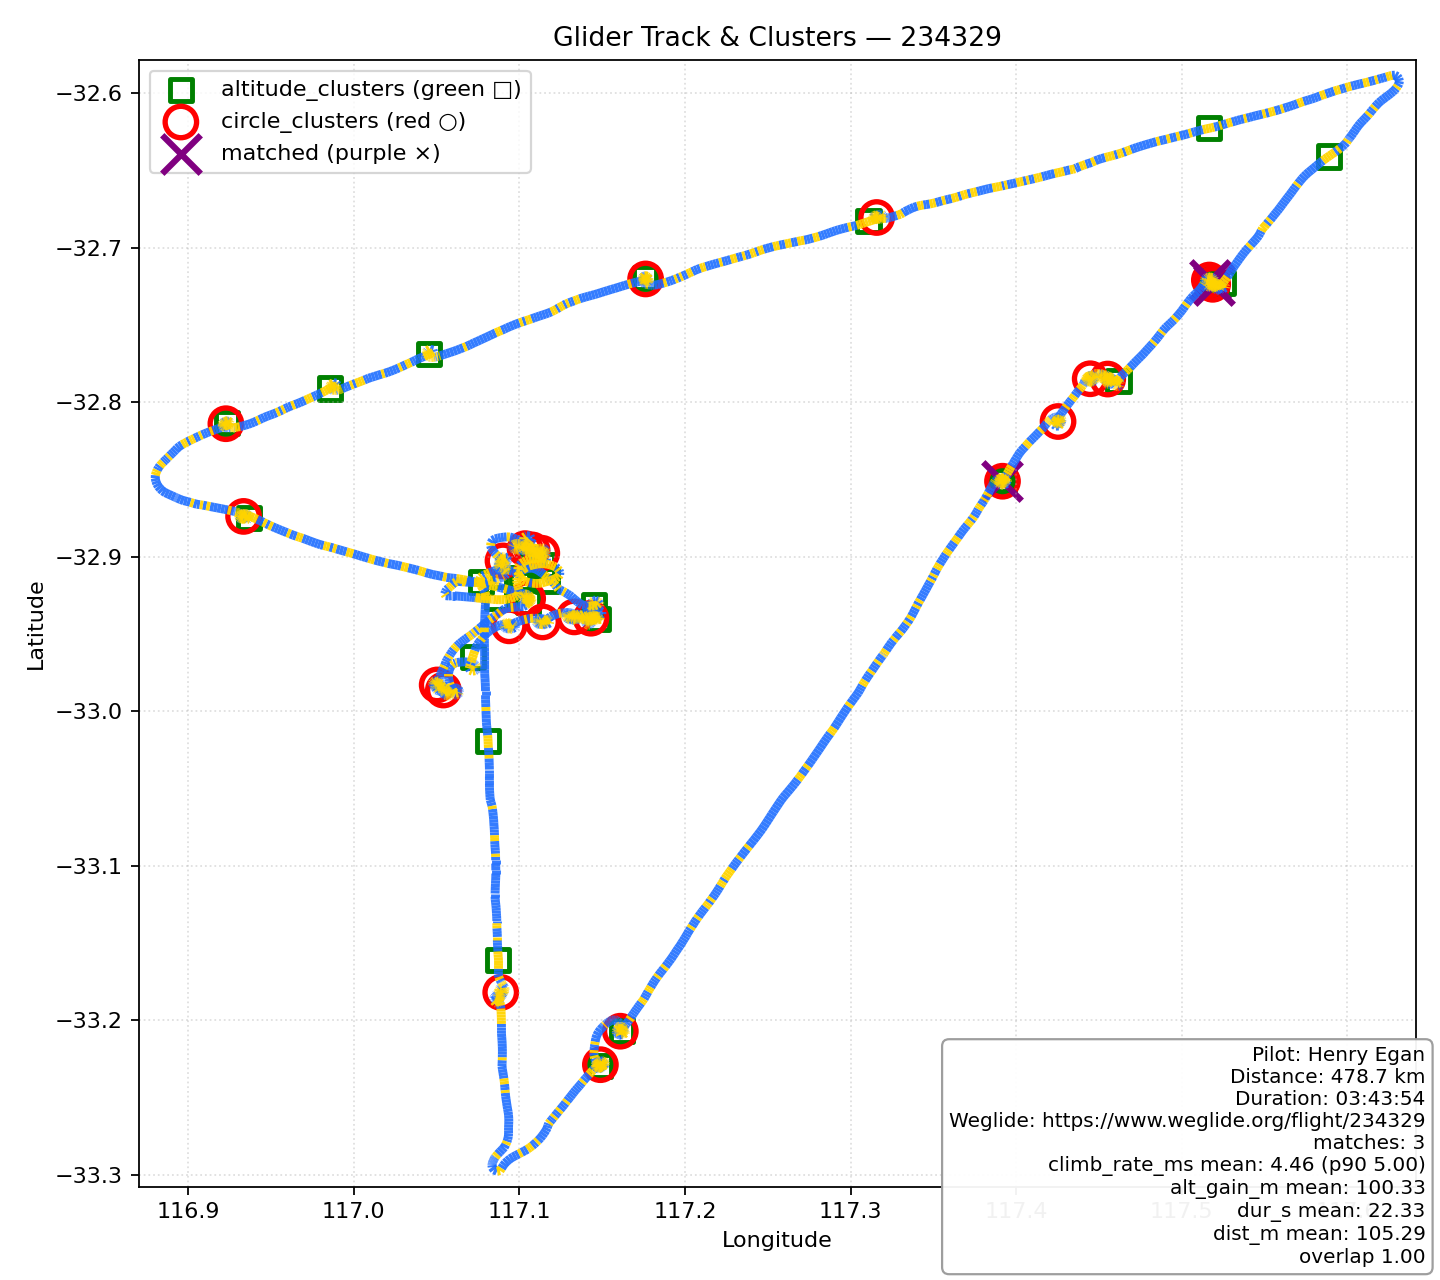 Glider Track & Clusters — 234329
altitude_clusters (green □)
circle_clusters (red ○)
matched (purple ×)
Latitude
−32.6
−32.7
−32.8
−32.9
−33.0
−33.1
−33.2
−33.3
116.9
117.0
117.1
117.2
117.3
117.4
117.5
Longitude
Pilot: Henry Egan
Distance: 478.7 km
Duration: 03:43:54
Weglide: https://www.weglide.org/flight/234329
matches: 3
climb_rate_ms mean: 4.46 (p90 5.00)
alt_gain_m mean: 100.33
dur_s mean: 22.33
dist_m mean: 105.29
overlap 1.00